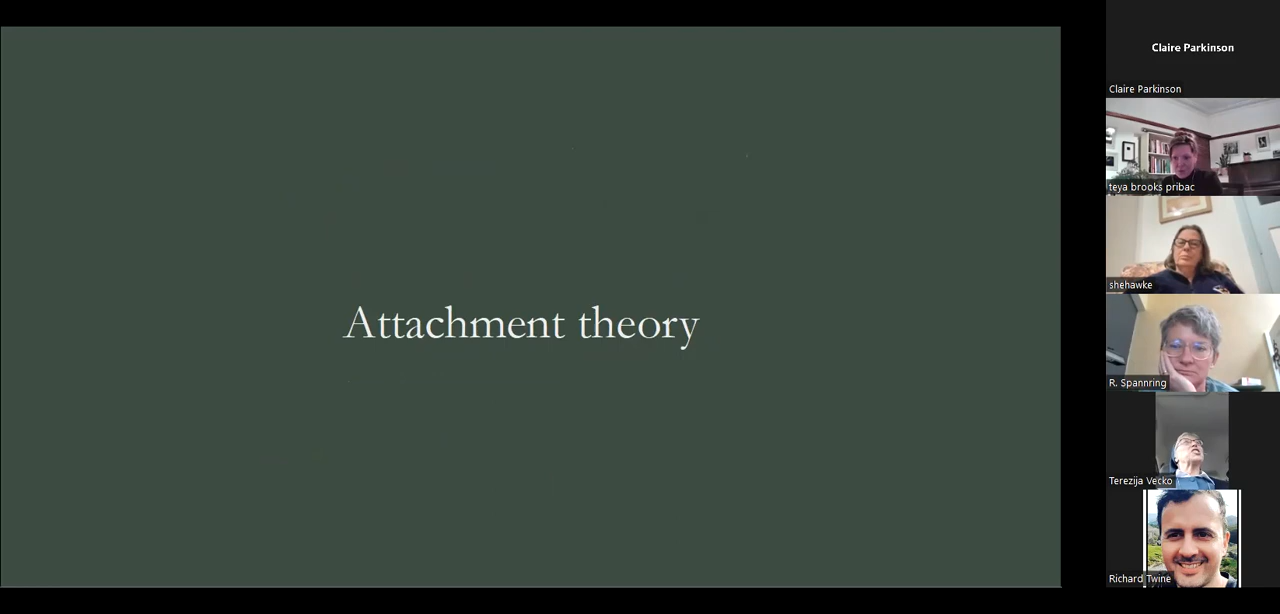 Attachment theory
Claire Parkinson
Claire Parkinson
teya brooks pribac
shehawke
R. Spannring
Terezija Vecko
Richard Twine